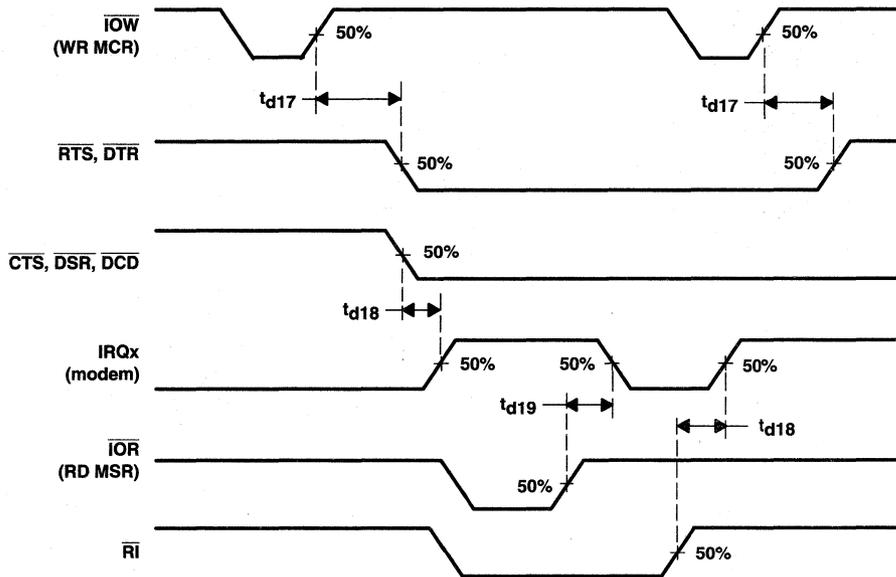 IOW
50%
50%
(WR MCR)
td17
td17
RTS, DTR
50%
50%
CTS, DSR, DCD
50%
td18
IRQx
50%
50%
50%
(modem)
td19
td18
IOR
(RD MSR)
50%
RI
50%